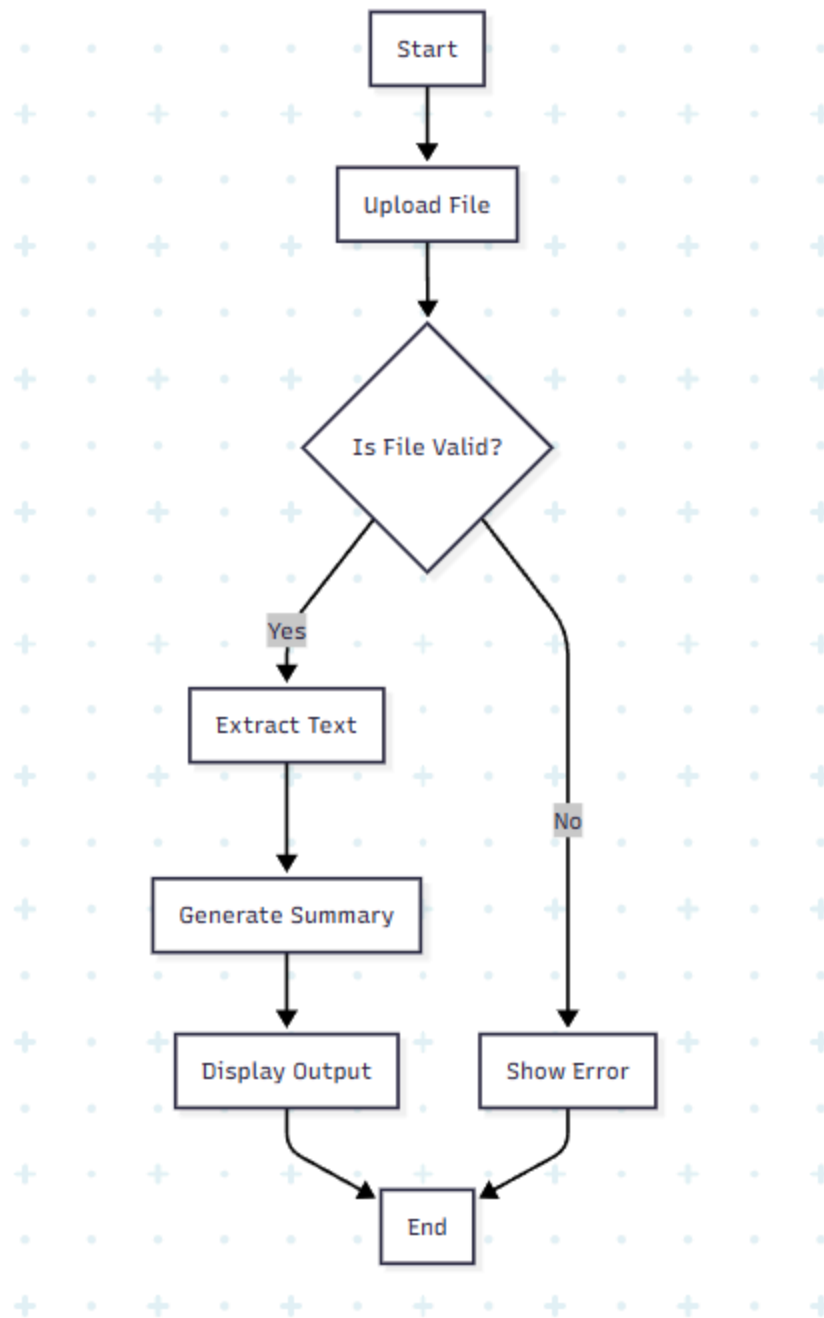 Start
Upload File
Is File Valid?
Yes
Extract Text
No
Generate Summary
Display Output
Show Error
End